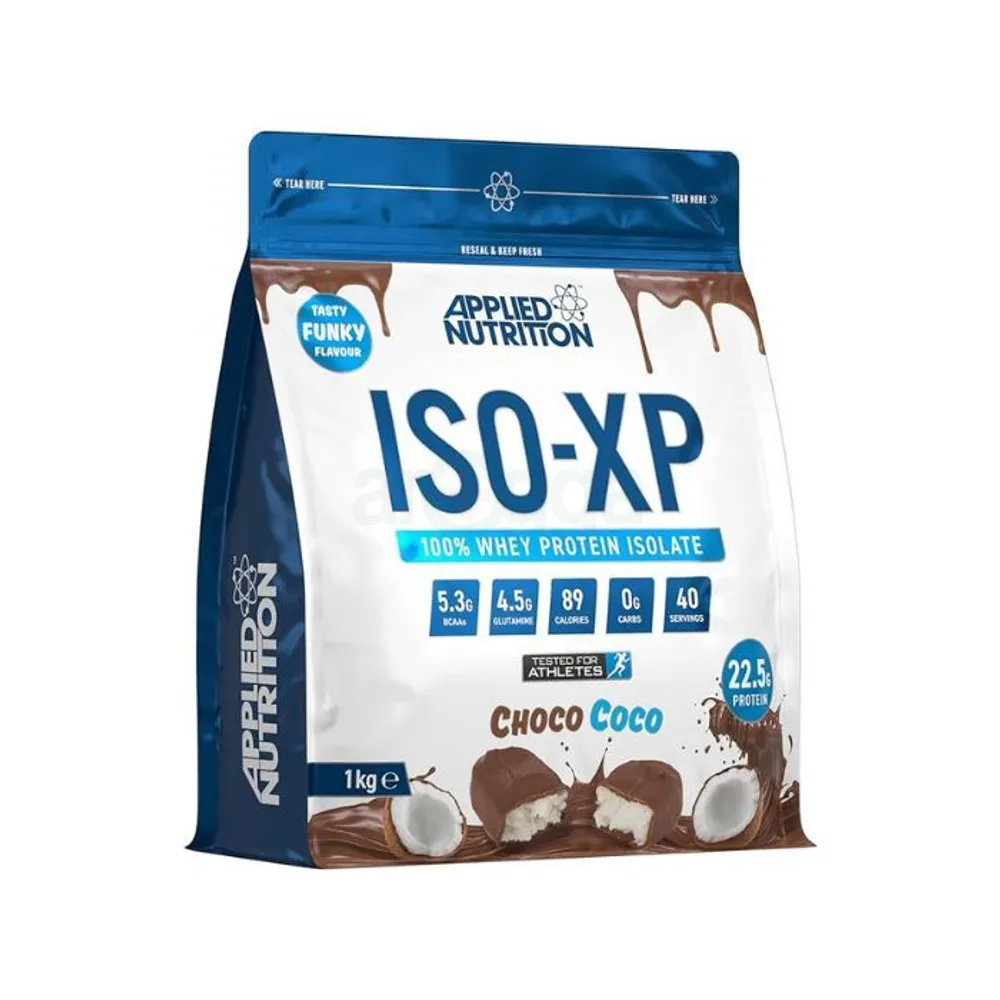 « TEAR HERE
TEAR HERE »
RESEAL & KEEP FRESH
TASTY
FUNKY
FLAVOUR
APPLIED
NUTRITION
™
ISO-XP
100% WHEY PROTEIN ISOLATE
5.3G
BCAAs
4.5G
GLUTAMINE
89
CALORIES
0G
CARBS
40
SERVINGS
TESTED FOR
ATHLETES
22.5G
PROTEIN
CHOCO COCO
1kg ℮
APPLIED
NUTRITION
™